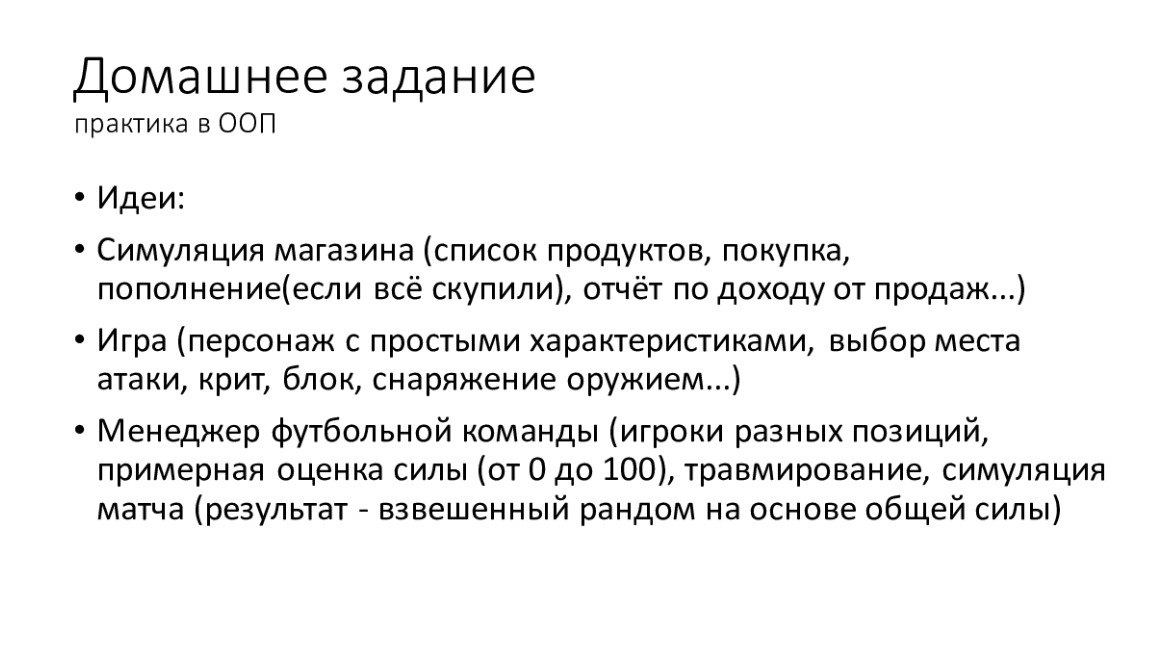 Домашнее задание
практика в ООП
• Идеи:
• Симуляция магазина (список продуктов, покупка,
пополнение(если всё скупили), отчёт по доходу от продаж...)
• Игра (персонаж с простыми характеристиками, выбор места
атаки, крит, блок, снаряжение оружием...)
• Менеджер футбольной команды (игроки разных позиций,
примерная оценка силы (от 0 до 100), травмирование, симуляция
матча (результат - взвешенный рандом на основе общей силы)